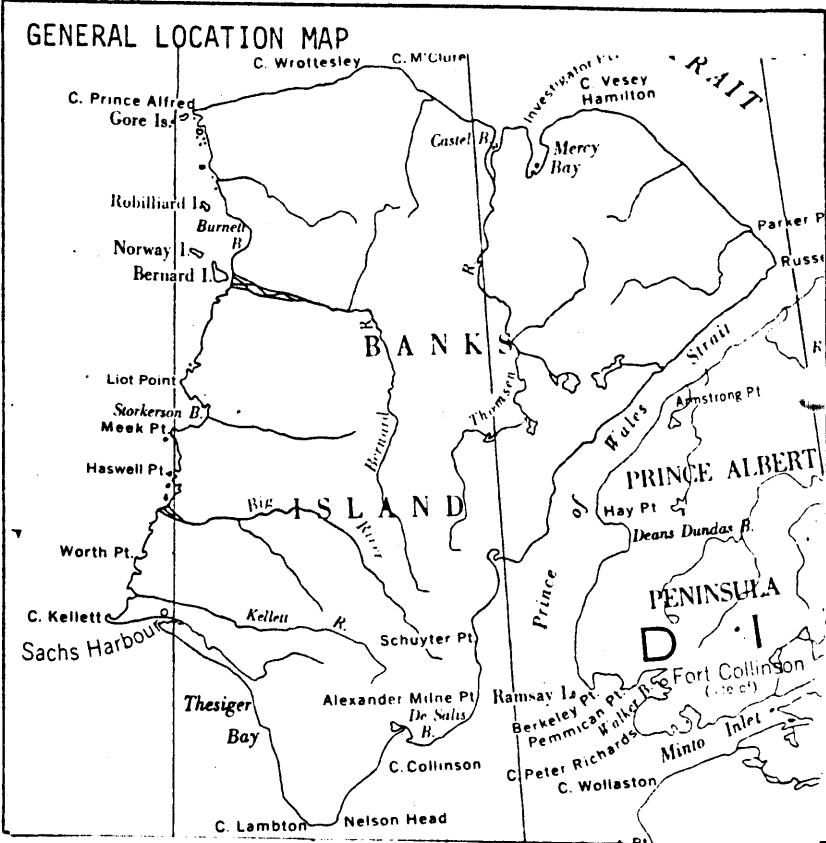 GENERAL LOCATION MAP
C. Wrottesley
C. M'Clure
Investigator Pt.
C. Vesey
Hamilton
RAIT
C. Prince Alfred
Gore Is.
Castel B.
Mercy
Bay
Robilliard I.
Burnett
B
Norway I.
Bernard I.
Parker P
Russe
R.
R
BANKS
Strait
R
Liot Point
Thomsen
Armstrong Pt
Storkerson B.
Meek Pt.
Wales
Bernard
PRINCE ALBERT
Haswell Pt.
Big
ISLAND
of
Hay Pt
River
Deans Dundas B.
Worth Pt.
Prince
PENINSULA
C. Kellett
Kellett
R.
Sachs Harbour
Schuyter Pt.
D I
Fort Collinson
(site of)
Thesiger
Bay
Alexander Milne Pt
De Salis
B.
Ramsay I.
Berkeley Pt.
Pemmican Pt.
Walker B.
Minto Inlet
C. Collinson
C. Peter Richards
C. Wollaston
C. Lambton
Nelson Head
Pt